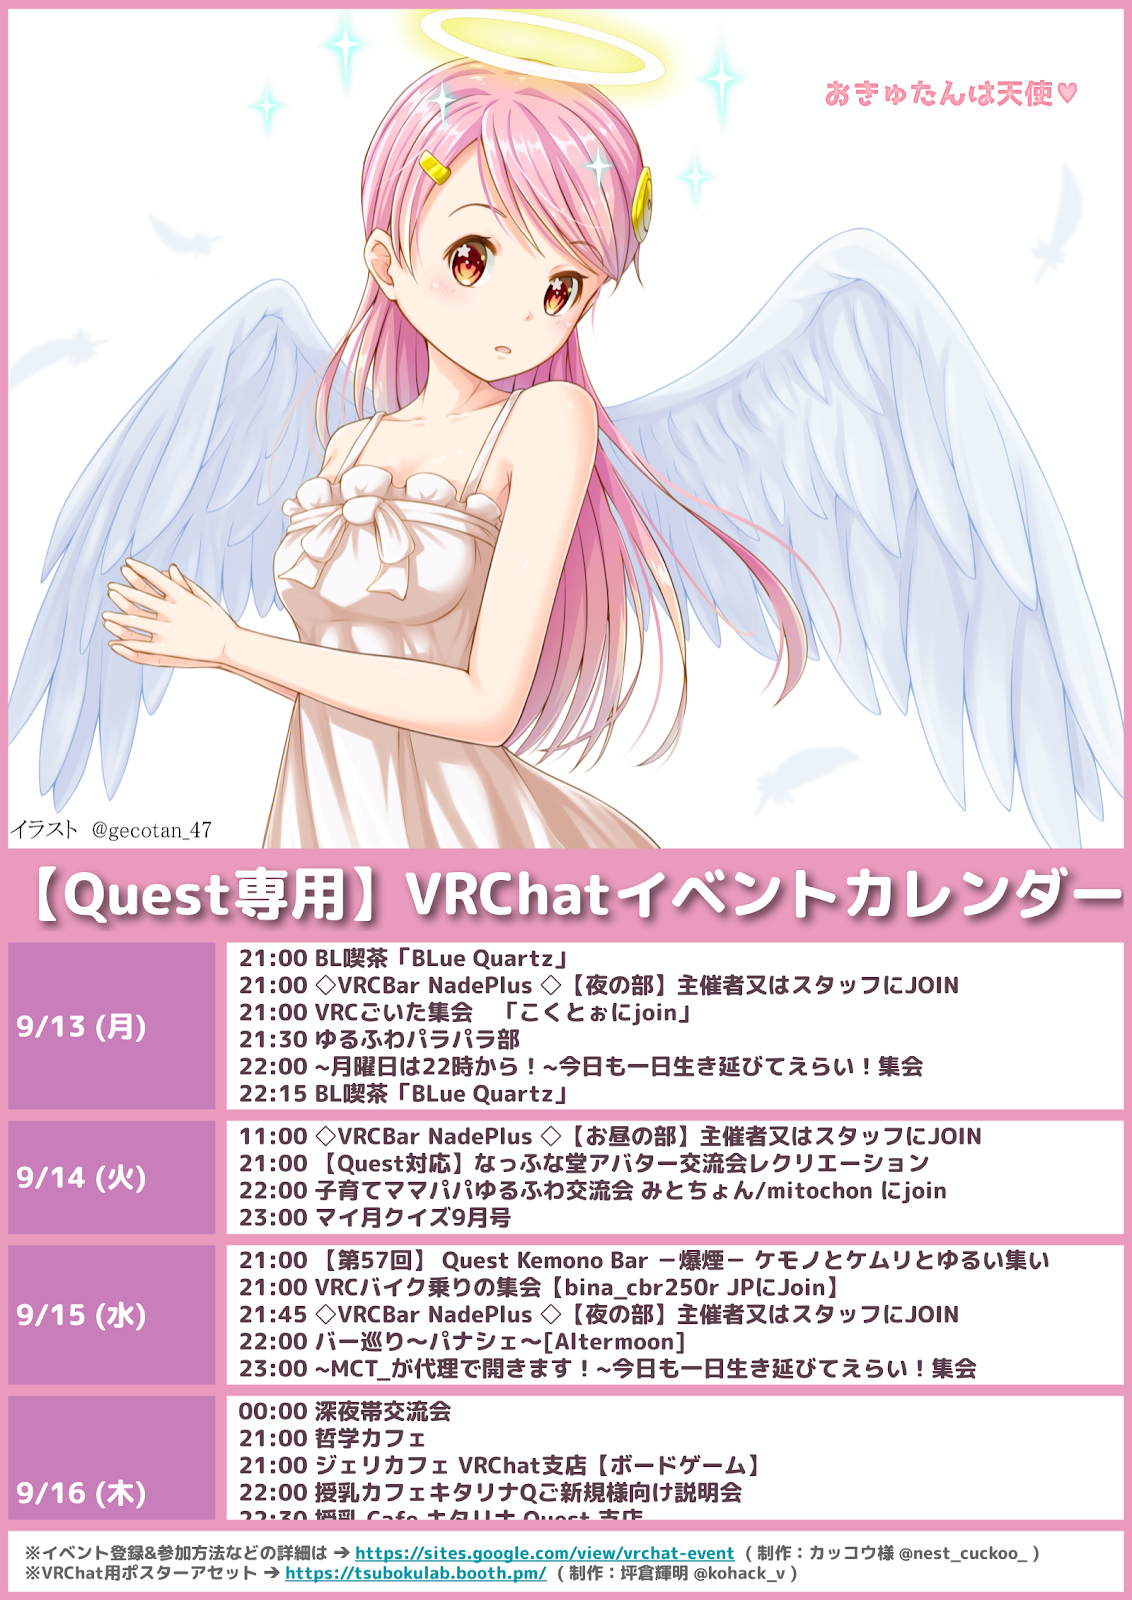 おきゅたんは天使♥
イラスト @gecotan_47
【Quest専用】VRChatイベントカレンダー
9/13 (月)
21:00 BL喫茶「BLue Quartz」
21:00 ◇VRCBar NadePlus ◇【夜の部】主催者又はスタッフにJOIN
21:00 VRCごいた集会　「こくとぉにjoin」
21:30 ゆるふわパラパラ部
22:00 ~月曜日は22時から！~今日も一日生き延びてえらい！集会
22:15 BL喫茶「BLue Quartz」
9/14 (火)
11:00 ◇VRCBar NadePlus ◇【お昼の部】主催者又はスタッフにJOIN
21:00 【Quest対応】なっふな堂アバター交流会レクリエーション
22:00 子育てママパパゆるふわ交流会 みとちょん/mitochon にjoin
23:00 マイ月クイズ9月号
9/15 (水)
21:00 【第57回】 Quest Kemono Bar －爆煙－ ケモノとケムリとゆるい集い
21:00 VRCバイク乗りの集会【bina_cbr250r JPにJoin】
21:45 ◇VRCBar NadePlus ◇【夜の部】主催者又はスタッフにJOIN
22:00 バー巡り～パナシェ～[Altermoon]
23:00 ~MCT_が代理で開きます！~今日も一日生き延びてえらい！集会
9/16 (木)
00:00 深夜帯交流会
21:00 哲学カフェ
21:00 ジェリカフェ VRChat支店【ボードゲーム】
22:00 授乳カフェキタリナQご新規様向け説明会
22:30 授乳 Cafe キタリナ Quest 支店
※イベント登録&参加方法などの詳細は ➔ https://sites.google.com/view/vrchat-event ( 制作：カッコウ様 @nest_cuckoo_ )
※VRChat用ポスターアセット ➔ https://tsubokulab.booth.pm/ ( 制作：坪倉輝明 @kohack_v )